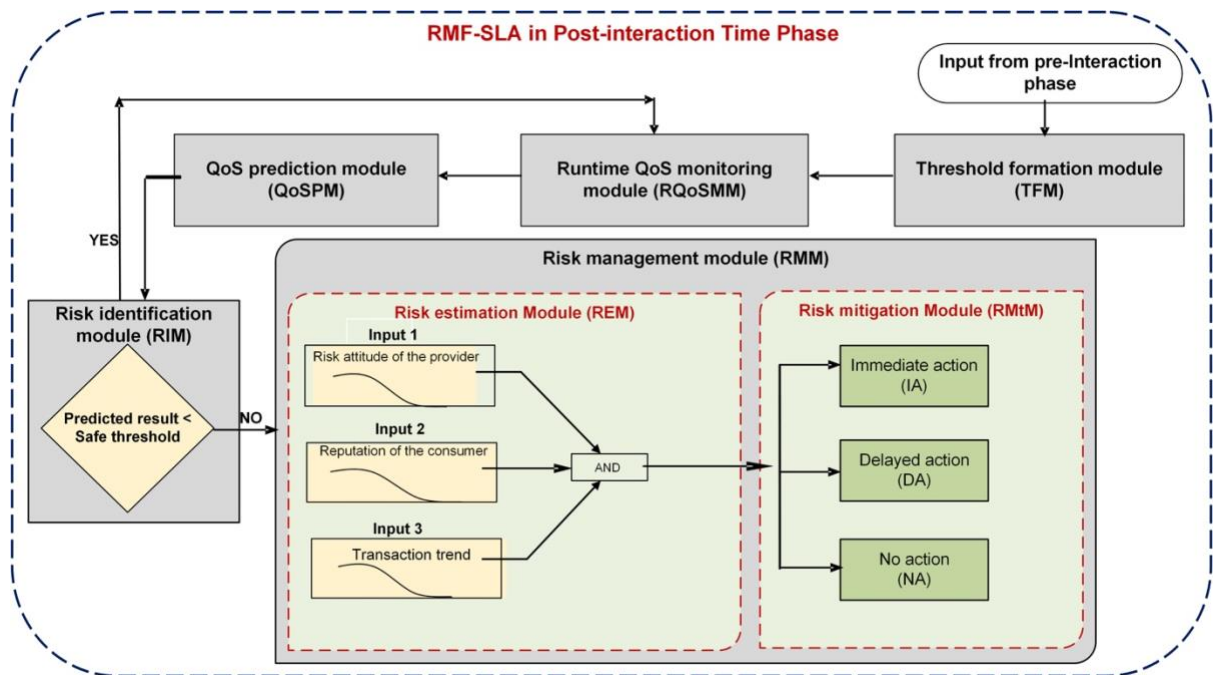 RMF-SLA in Post-interaction Time Phase
Input from pre-Interaction
phase
QoS prediction module
(QoSPM)
Runtime QoS monitoring
module (RQoSMM)
Threshold formation module
(TFM)
YES
Risk management module (RMM)
Risk identification
module (RIM)
Predicted result <
Safe threshold
NO
Risk estimation Module (REM)
Input 1
Risk attitude of the provider
Input 2
Reputation of the consumer
AND
Input 3
Transaction trend
Risk mitigation Module (RMtM)
Immediate action
(IA)
Delayed action
(DA)
No action
(NA)